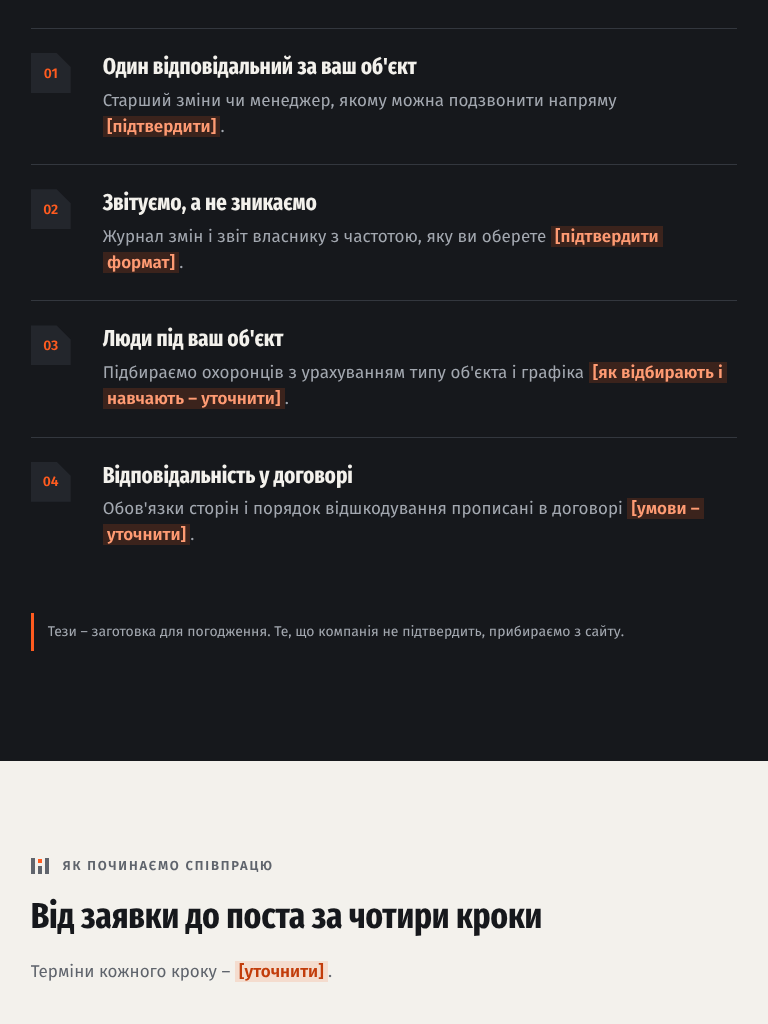 01
Один відповідальний за ваш об'єкт
Старший зміни чи менеджер, якому можна подзвонити напряму
[підтвердити].
02
Звітуємо, а не зникаємо
Журнал змін і звіт власнику з частотою, яку ви оберете [підтвердити
формат].
03
Люди під ваш об'єкт
Підбираємо охоронців з урахуванням типу об'єкта і графіка [як відбирають і
навчають – уточнити].
04
Відповідальність у договорі
Обов'язки сторін і порядок відшкодування прописані в договорі [умови –
уточнити].
Тези – заготовка для погодження. Те, що компанія не підтвердить, прибираємо з сайту.
ЯК ПОЧИНАЄМО СПІВПРАЦЮ
Від заявки до поста за чотири кроки
Терміни кожного кроку – [уточнити].